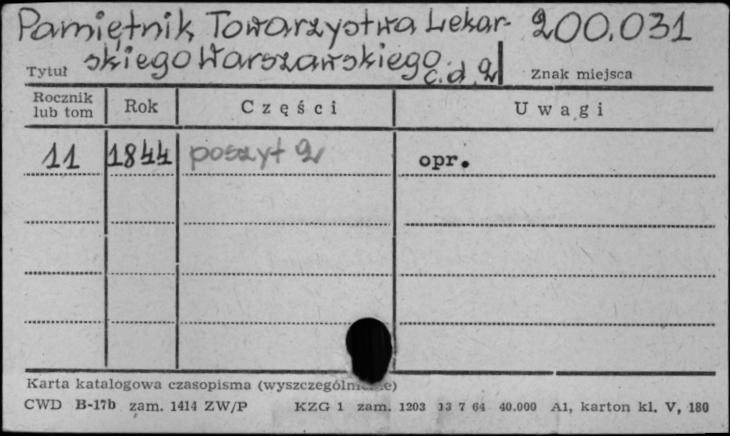 Pamiętnik Towarzystwa Lekar- 200.031
skiego Warszawskiego c.d. 2
Tytuł Znak miejsca
Rocznik lub tom Rok Części Uwagi
11 1844 poszyt 2 opr.
Karta katalogowa czasopisma (wyszczególnienie)
CWD B-17b zam. 1414 ZW/P KZG 1 zam. 1203 13 7 64 40.000 A1, karton kl. V, 180